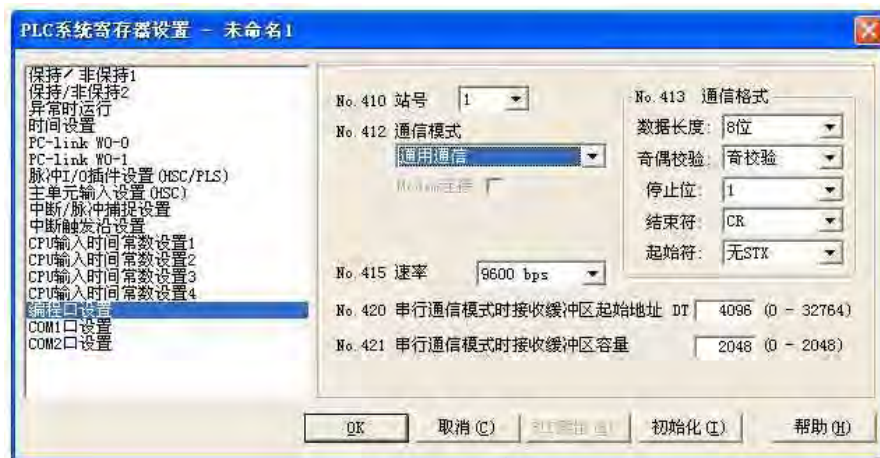 PLC系统寄存器设置 - 未命名1
保持/非保持1
保持/非保持2
异常时运行
时间设置
PC-link W0-0
PC-link W0-1
脉冲I/O插件设置(HSC/PLS)
主单元输入设置(HSC)
中断/脉冲捕捉设置
中断触发沿设置
CPU输入时间常数设置1
CPU输入时间常数设置2
CPU输入时间常数设置3
CPU输入时间常数设置4
编程口设置
COM1口设置
COM2口设置
No.410 站号 1
No.412 通信模式
通用通信
No.413 通信格式
数据长度: 8位
奇偶校验: 奇校验
停止位: 1
结束符: CR
起始符: 无STX
No.415 速率 9600 bps
No.420 串行通信模式时接收缓冲区起始地址 DT 4096 (0 - 32764)
No.421 串行通信模式时接收缓冲区容量 2048 (0 - 2048)
OK 取消(C) 初始化(I) 帮助(H)